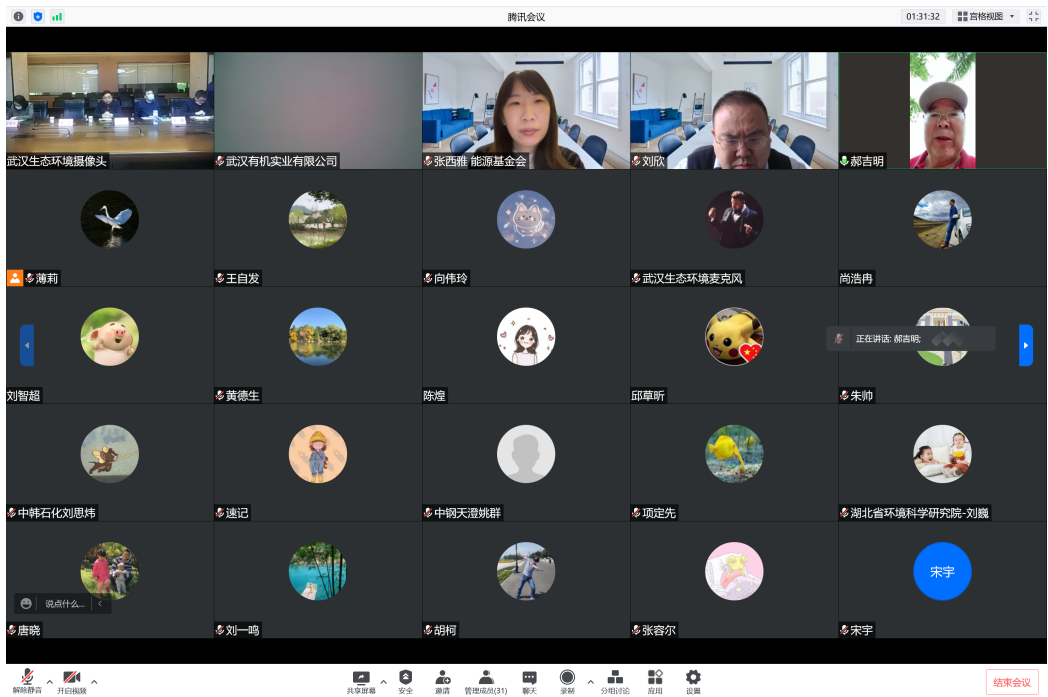 腾讯会议
01:31:32
宫格视图
武汉生态环境摄像头
武汉有机实业有限公司
张西雅 能源基金会
刘欣
郝吉明
薄莉
王自发
向伟玲
武汉生态环境麦克风
尚浩冉
正在讲话: 郝吉明;
刘智超
黄德生
陈煌
邱草昕
朱帅
中韩石化刘思炜
速记
中钢天澄姚群
项定先
湖北省环境科学研究院-刘巍
宋宇
说点什么...
唐晓
刘一鸣
胡柯
张容尔
宋宇
解除静音
开启视频
共享屏幕
安全
邀请
管理成员(31)
聊天
录制
分组讨论
应用
设置
结束会议